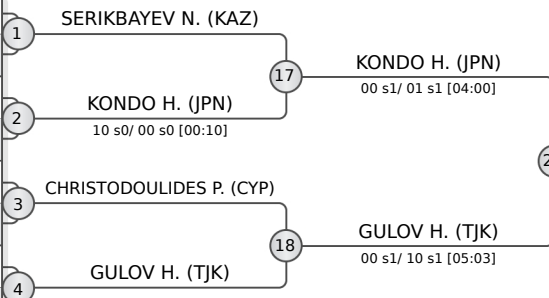 SERIKBAYEV N. (KAZ)
1
17
KONDO H. (JPN)
00 s1/ 01 s1 [04:00]
KONDO H. (JPN)
2
10 s0/ 00 s0 [00:10]
2
CHRISTODOULIDES P. (CYP)
3
18
GULOV H. (TJK)
00 s1/ 10 s1 [05:03]
GULOV H. (TJK)
4